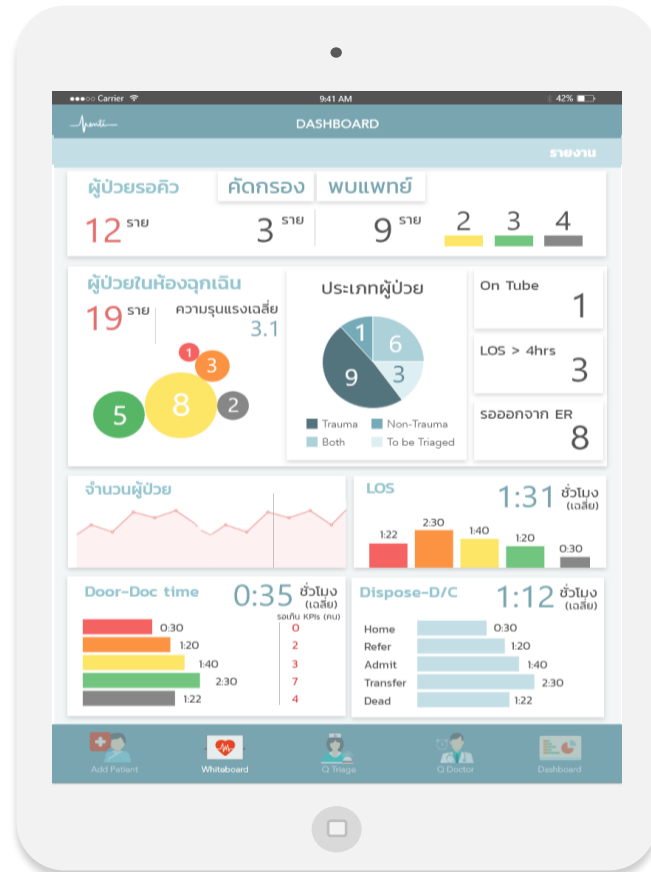 Carrier 9:41 AM 42%
DASHBOARD
รายงาน
ผู้ป่วยรอคิว คัดกรอง พบแพทย์
12 ราย 3 ราย 9 ราย 2 3 4
ผู้ป่วยในห้องฉุกเฉิน
19 ราย ความรุนแรงเฉลี่ย
3.1
1
3
5 8 2
ประเภทผู้ป่วย
1 6
9 3
Trauma Non-Trauma
Both To be Triaged
On Tube
1
LOS > 4hrs
3
รอออกจาก ER
8
จำนวนผู้ป่วย
LOS 1:31 ชั่วโมง
(เฉลี่ย)
1:22 2:30 1:40 1:20 0:30
Door-Doc time 0:35 ชั่วโมง
(เฉลี่ย)
รอเกิน KPIs (คน)
0:30 0
1:20 2
1:40 3
2:30 7
1:22 4
Dispose-D/C 1:12 ชั่วโมง
(เฉลี่ย)
Home 0:30
Refer 1:20
Admit 1:40
Transfer 2:30
Dead 1:22
Add Patient Whiteboard Q Triage Q Doctor Dashboard